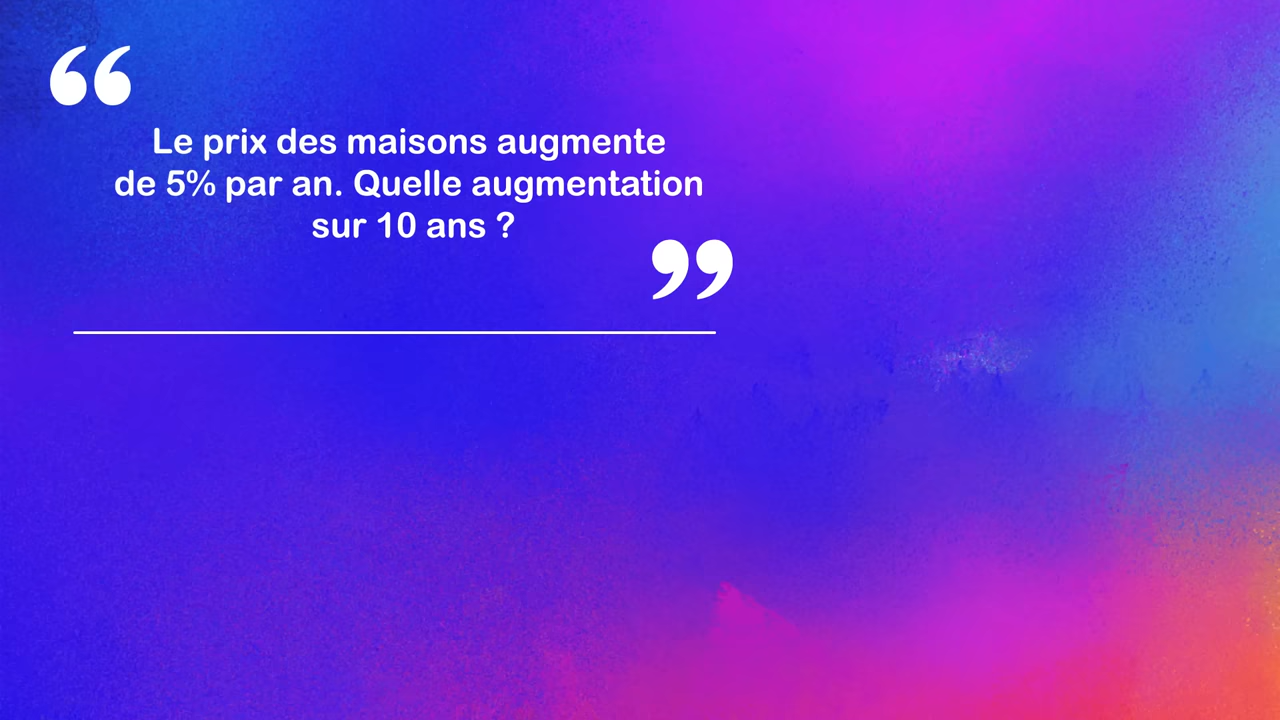 “
Le prix des maisons augmente
de 5% par an. Quelle augmentation
sur 10 ans ?
”